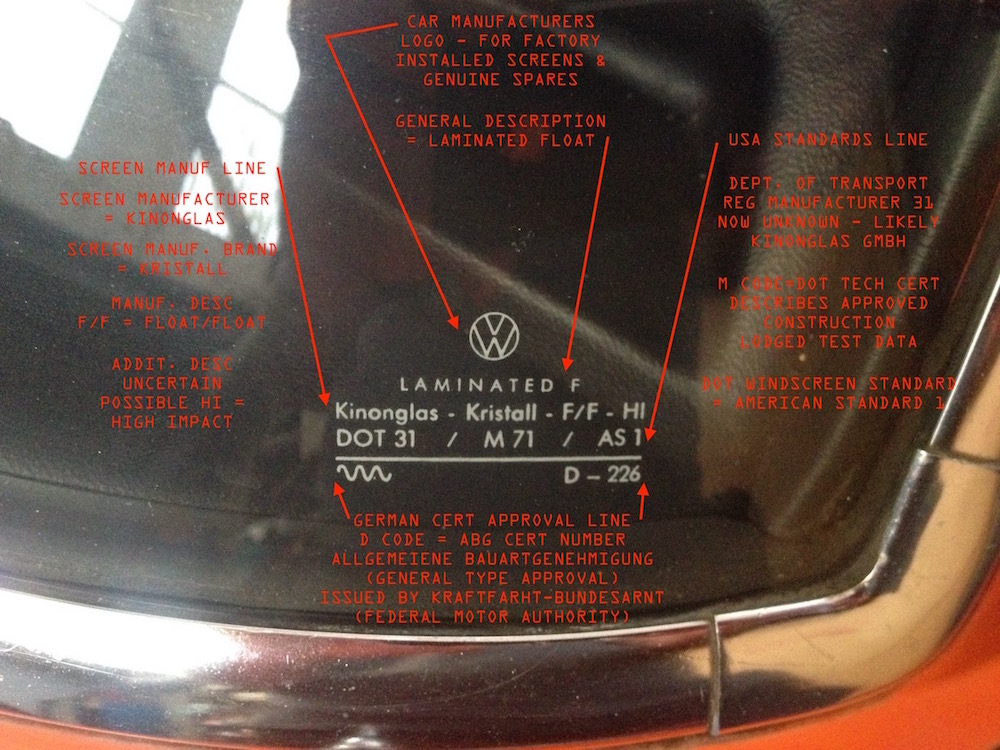 CAR MANUFACTURERS
LOGO - FOR FACTORY
INSTALLED SCREENS &
GENUINE SPARES
GENERAL DESCRIPTION
= LAMINATED FLOAT
SCREEN MANUF LINE
SCREEN MANUFACTURER
= KINONGLAS
SCREEN MANUF. BRAND
= KRISTALL
MANUF. DESC
F/F = FLOAT/FLOAT
ADDIT. DESC
UNCERTAIN
POSSIBLE HI =
HIGH IMPACT
USA STANDARDS LINE
DEPT. OF TRANSPORT
REG MANUFACTURER 31
NOW UNKNOWN - LIKELY
KINONGLAS GMBH
M CODE=DOT TECH CERT
DESCRIBES APPROVED
CONSTRUCTION
LODGED TEST DATA
DOT WINDSCREEN STANDARD
= AMERICAN STANDARD 1
VW
LAMINATED F
Kinonglas - Kristall - F/F - HI
DOT 31 / M 71 / AS 1
D – 226
GERMAN CERT APPROVAL LINE
D CODE = ABG CERT NUMBER
ALLGEMEIENE BAUARTGENEHMIGUNG
(GENERAL TYPE APPROVAL)
ISSUED BY KRAFTFARHT-BUNDESARNT
(FEDERAL MOTOR AUTHORITY)